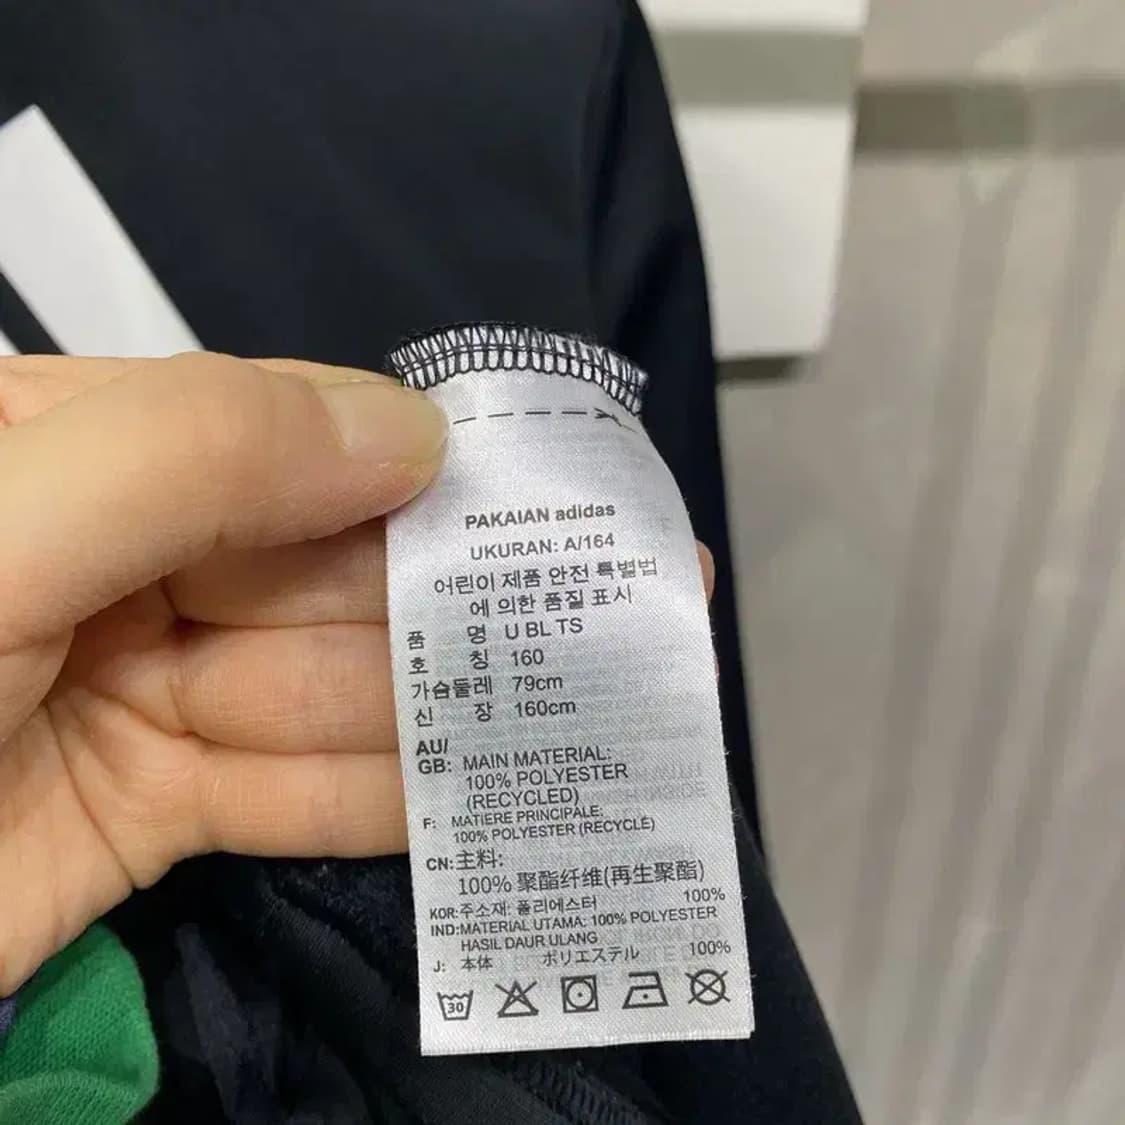 PAKAIAN adidas
UKURAN: A/164
어린이 제품 안전 특별법
에 의한 품질 표시
품 명 U BL TS
호 칭 160
가슴둘레 79cm
신 장 160cm
AU/
GB: MAIN MATERIAL:
100% POLYESTER
(RECYCLED)
F: MATIERE PRINCIPALE:
100% POLYESTER (RECYCLÉ)
CN: 主料:
100% 聚酯纤维(再生聚酯)
KOR: 주소재: 폴리에스터 100%
IND: MATERIAL UTAMA: 100% POLYESTER
HASIL DAUR ULANG
J: 本体 ポリエステル 100%
30